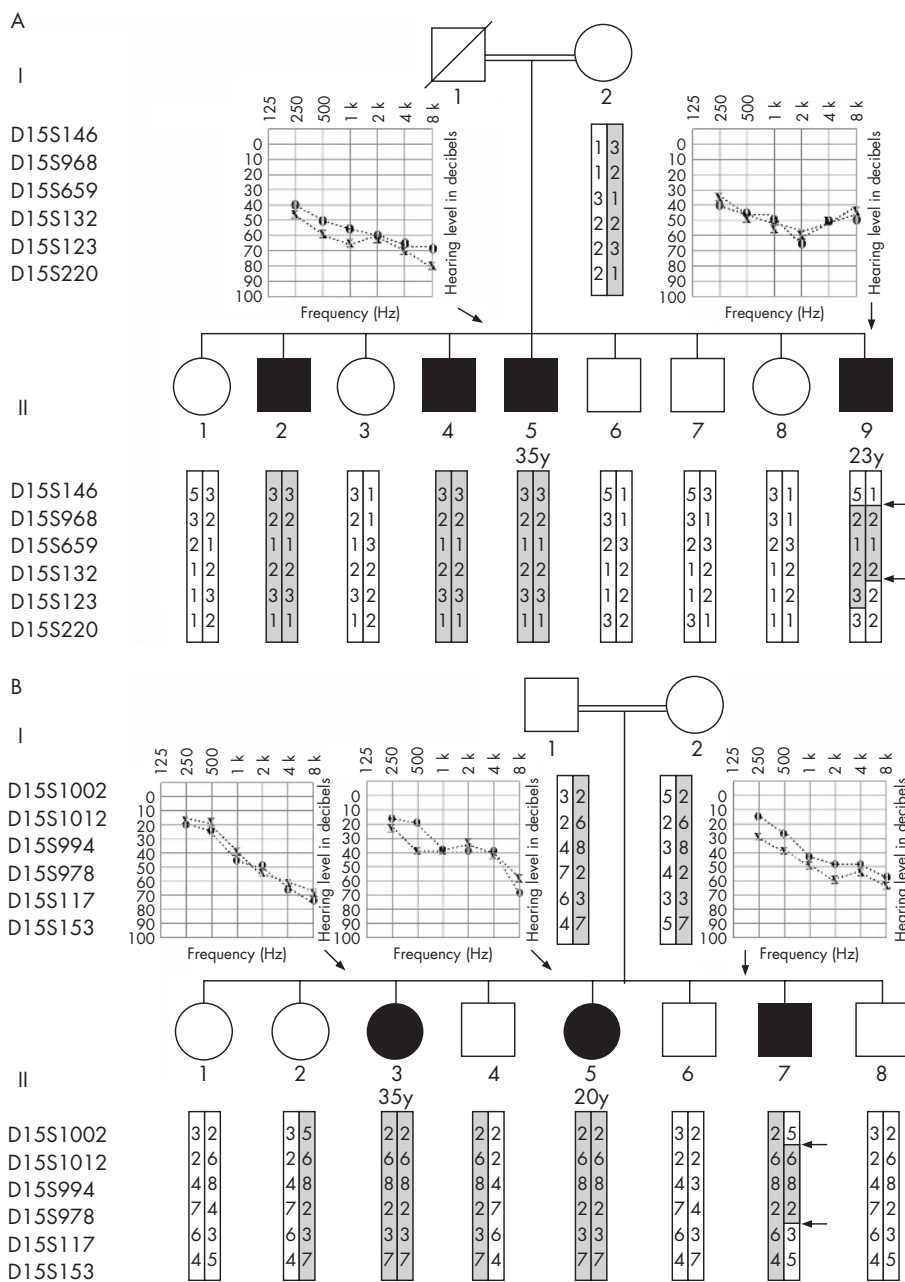 A
I
1 2
125 250 500 1 k 2 k 4 k 8 k
125 250 500 1 k 2 k 4 k 8 k
D15S146
D15S968
D15S659
D15S132
D15S123
D15S220
0
10
20
30
40
50
60
70
80
90
100
Hearing level in decibels
Frequency (Hz)
1 3
1 2
3 1
2 2
2 3
2 1
0
10
20
30
40
50
60
70
80
90
100
Hearing level in decibels
Frequency (Hz)
II
1 2 3 4 5 6 7 8 9
35y 23y
D15S146 5 3 3 3 3 1 3 3 3 3 5 1 5 3 3 1 5 1
D15S968 3 2 2 2 2 1 2 2 2 2 3 1 3 2 2 1 2 2
D15S659 2 1 1 1 1 3 1 1 1 1 2 3 2 1 2 3 1 1
D15S132 1 2 2 2 2 2 2 2 2 2 1 2 1 2 1 2 2 2
D15S123 1 3 3 3 3 2 3 3 3 3 1 2 1 3 1 2 3 2
D15S220 1 2 1 1 1 2 1 1 1 1 3 2 3 1 3 2 3 2
B
I
1 2
125 250 500 1 k 2 k 4 k 8 k
125 250 500 1 k 2 k 4 k 8 k
125 250 500 1 k 2 k 4 k 8 k
D15S1002
D15S1012
D15S994
D15S978
D15S117
D15S153
0
10
20
30
40
50
60
70
80
90
100
Hearing level in decibels
Frequency (Hz)
0
10
20
30
40
50
60
70
80
90
100
Hearing level in decibels
Frequency (Hz)
3 2 5 2
2 6 2 6
4 8 3 8
7 2 4 2
6 3 3 3
4 7 5 7
0
10
20
30
40
50
60
70
80
90
100
Hearing level in decibels
Frequency (Hz)
II
1 2 3 4 5 6 7 8
35y 20y
D15S1002 3 2 3 5 2 2 2 2 2 2 3 2 2 5 3 2
D15S1012 2 6 2 6 6 6 6 2 6 6 2 2 6 6 2 6
D15S994 4 8 4 8 8 8 8 4 8 8 4 3 8 8 4 8
D15S978 7 4 7 2 2 2 2 7 2 2 7 4 2 2 7 4
D15S117 6 3 6 3 3 3 3 6 3 3 6 3 6 3 6 3
D15S153 4 5 4 7 7 7 7 4 7 7 4 7 4 5 4 5